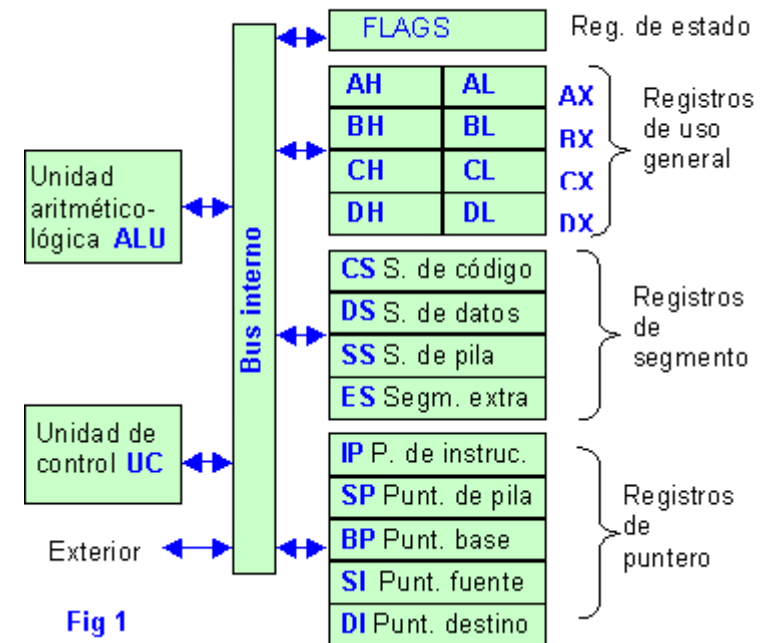 FLAGS
Reg. de estado
AH AL AX
BH BL BX
CH CL CX
DH DL DX
Registros
de uso
general
Unidad
aritmético-
lógica ALU
Bus interno
CS S. de código
DS S. de datos
SS S. de pila
ES Segm. extra
Registros
de
segmento
Unidad de
control UC
Exterior
IP P. de instruc.
SP Punt. de pila
BP Punt. base
SI Punt. fuente
DI Punt. destino
Registros
de
puntero
Fig 1